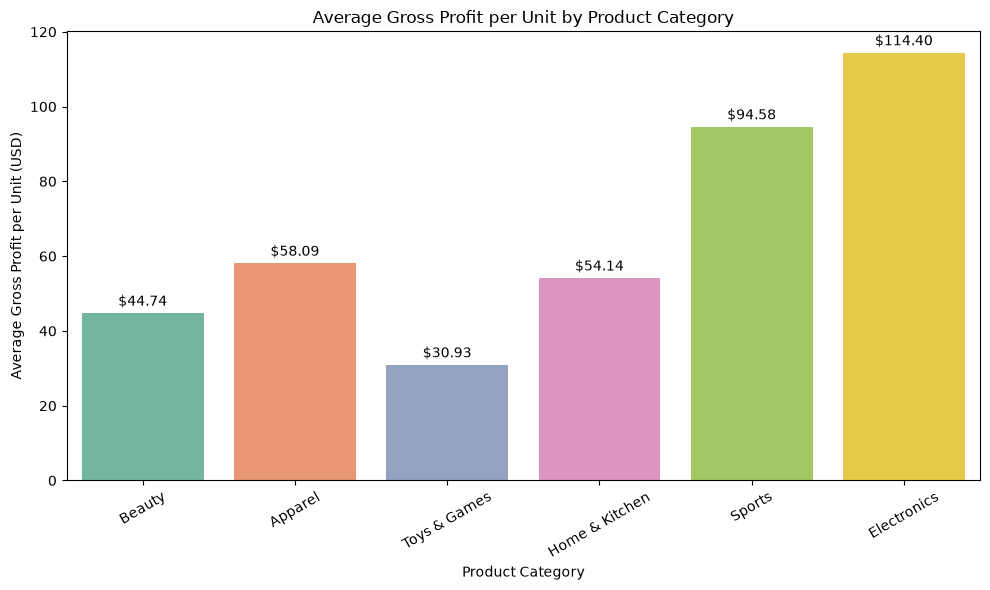 Average Gross Profit per Unit by Product Category
Average Gross Profit per Unit (USD)
120
100
80
60
40
20
0
$44.74
$58.09
$30.93
$54.14
$94.58
$114.40
Beauty
Apparel
Toys & Games
Home & Kitchen
Sports
Electronics
Product Category